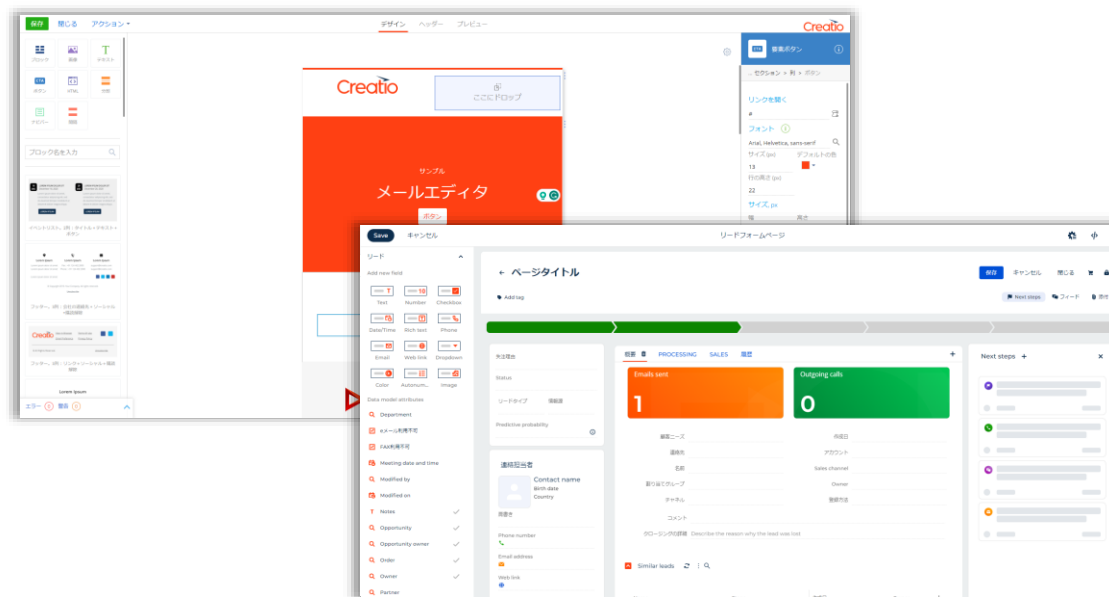 保存 閉じる アクション
デザイン ヘッダー プレビュー
Creatio
ブロック 画像 テキスト
ボタン HTML
ブロック名を入力
エラー 警告
Creatio
ここにドロップ
サンプル
メールエディタ
ボタン
要素ボタン
セクション > 列 > ボタン
リンクを開く
#
フォント
Arial, Helvetica, sans-serif
サイズ (px) デフォルトの色
13
行の高さ (px)
22
サイズ, px
幅 高さ
Save キャンセル
リードフォームページ
リード
Add new field
Text Number Checkbox
Date/Time Rich text Phone
Email Web link Dropdown
Color Autonum... Image
Data model attributes
Department
eメール利用不可
FAX利用不可
Meeting date and time
Modified by
Modified on
Notes
Opportunity
Opportunity owner
Order
Owner
Partner
← ページタイトル
保存 キャンセル 閉じる
Add tag
Next steps フィード
Status
リードタイプ 情報源
Predictive probability
連絡担当者
Contact name
Birth date
Country
肩書き
Phone number
Email address
Web link
概要 PROCESSING SALES 履歴
Emails sent
1
Outgoing calls
0
顧客ニーズ 作成日
連絡先 アカウント
名前 Sales channel
割り当てグループ Owner
チャネル 登録方法
コメント
クロージングの詳細 Describe the reason why the lead was lost
Similar leads
Next steps +